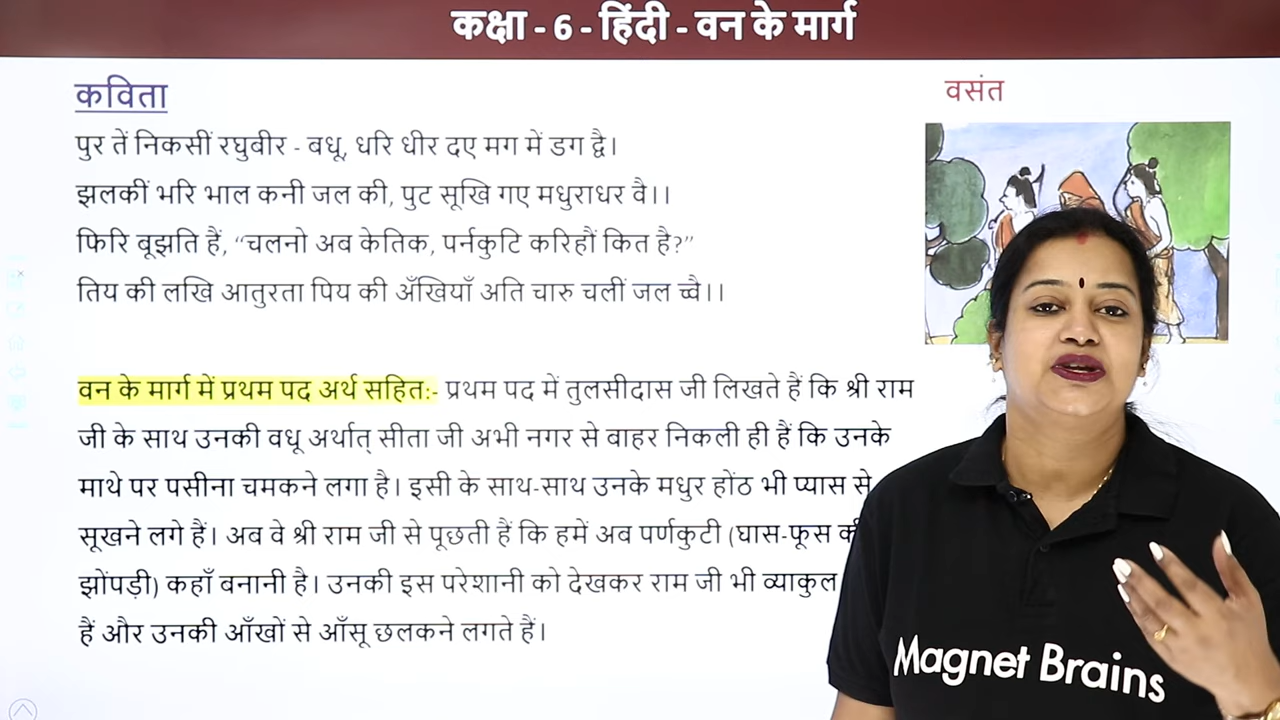 कक्षा - 6 - हिंदी - वन के मार्ग
कविता
वसंत
पुर तें निकसीं रघुबीर - बधू, धरि धीर दए मग में डग द्वै।
झलकीं भरि भाल कनी जल की, पुट सूखि गए मधुराधर वै।।
फिरि बूझति हैं, “चलनो अब केतिक, पर्नकुटि करिहौं कित है?”
तिय की लखि आतुरता पिय की अँखियाँ अति चारु चलीं जल च्वै।।
वन के मार्ग में प्रथम पद अर्थ सहित:- प्रथम पद में तुलसीदास जी लिखते हैं कि श्री राम
जी के साथ उनकी वधू अर्थात् सीता जी अभी नगर से बाहर निकली ही हैं कि उनके
माथे पर पसीना चमकने लगा है। इसी के साथ-साथ उनके मधुर होंठ भी प्यास से
सूखने लगे हैं। अब वे श्री राम जी से पूछती हैं कि हमें अब पर्णकुटी (घास-फूस
झोंपड़ी) कहाँ बनानी है। उनकी इस परेशानी को देखकर राम जी भी व्याकुल
हैं और उनकी आँखों से आँसू छलकने लगते हैं।
Magnet Brains